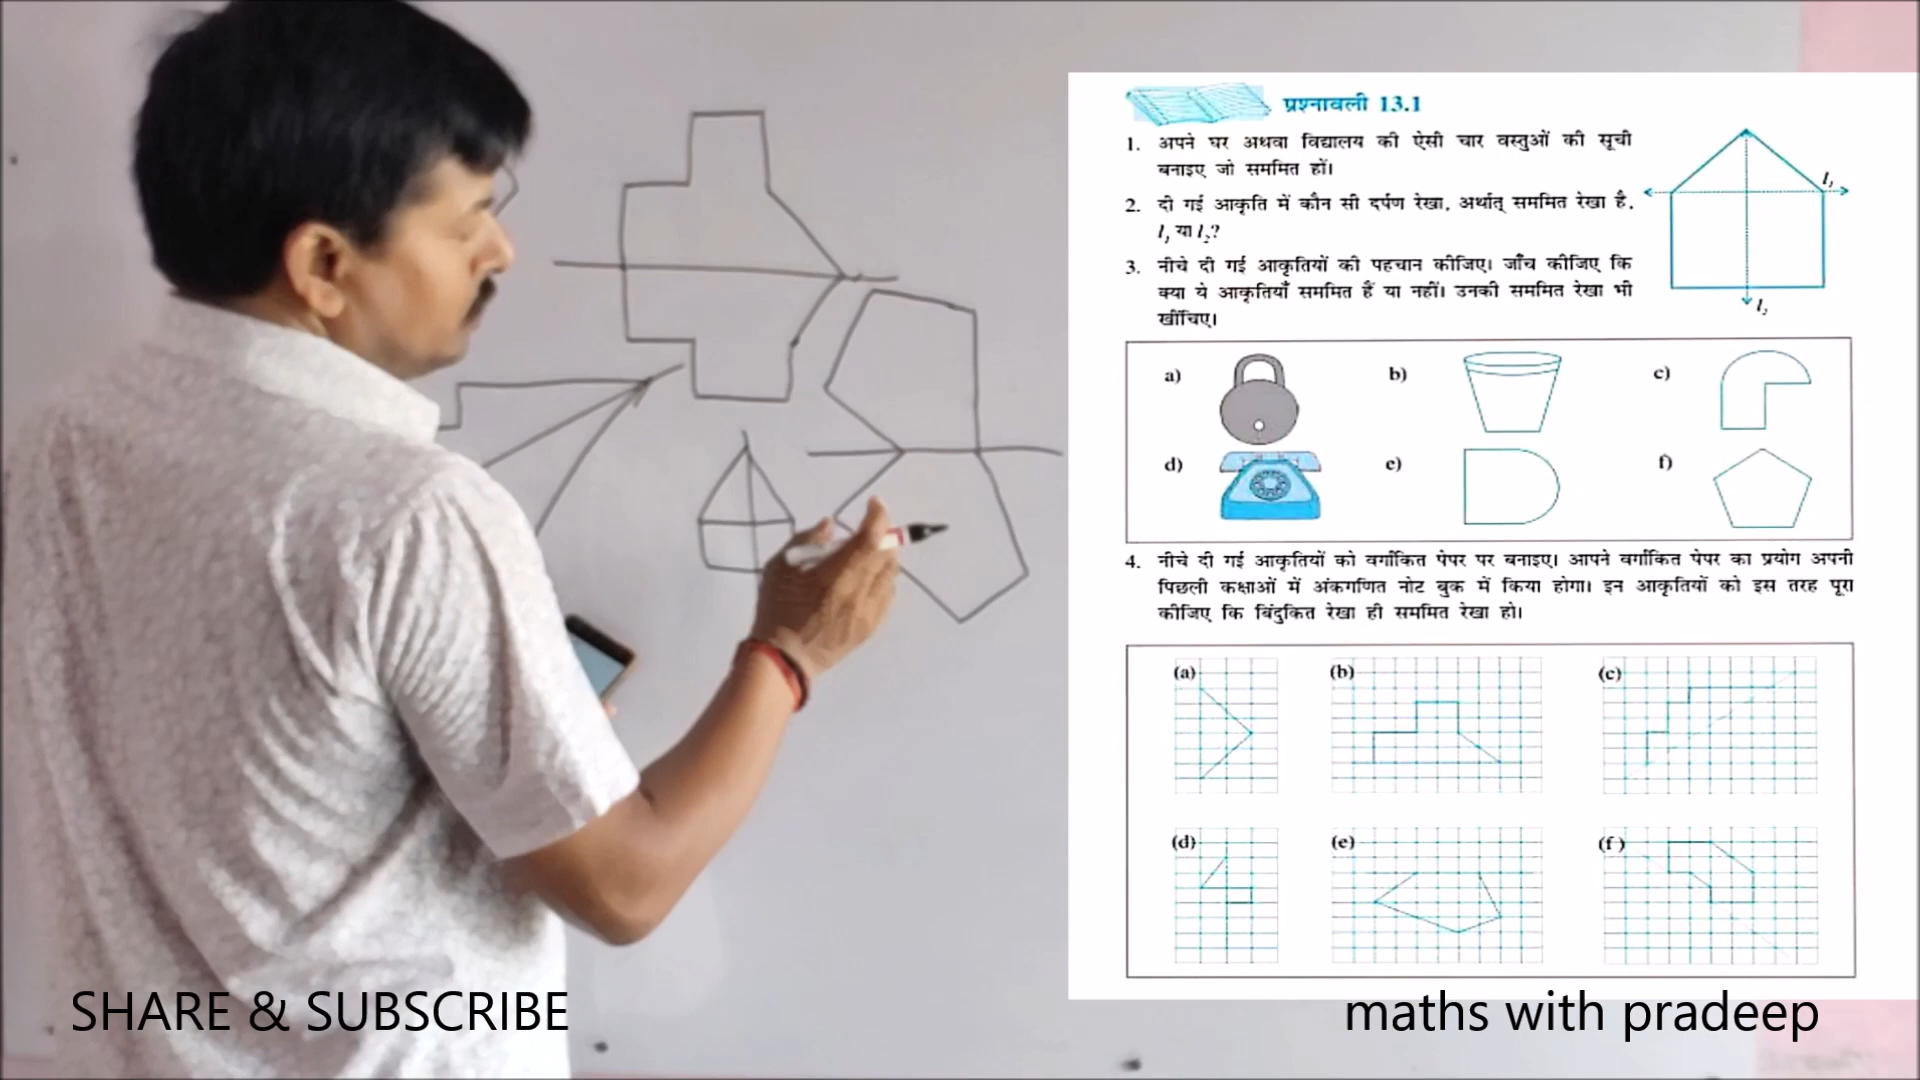 प्रश्नावली 13.1
1. अपने घर अथवा विद्यालय की ऐसी चार वस्तुओं की सूची
बनाइए जो सममित हों।
2. दी गई आकृति में कौन सी दर्पण रेखा, अर्थात् सममित रेखा है,
l₁ या l₂?
l₁
l₂
3. नीचे दी गई आकृतियों की पहचान कीजिए। जाँच कीजिए कि
क्या ये आकृतियाँ सममित हैं या नहीं। उनकी सममित रेखा भी
खींचिए।
a) b) c)
d) e) f)
4. नीचे दी गई आकृतियों को वर्गांकित पेपर पर बनाइए। आपने वर्गांकित पेपर का प्रयोग अपनी
पिछली कक्षाओं में अंकगणित नोट बुक में किया होगा। इन आकृतियों को इस तरह पूरा
कीजिए कि बिंदुकित रेखा ही सममित रेखा हो।
(a) (b) (c)
(d) (e) (f)
SHARE & SUBSCRIBE
maths with pradeep